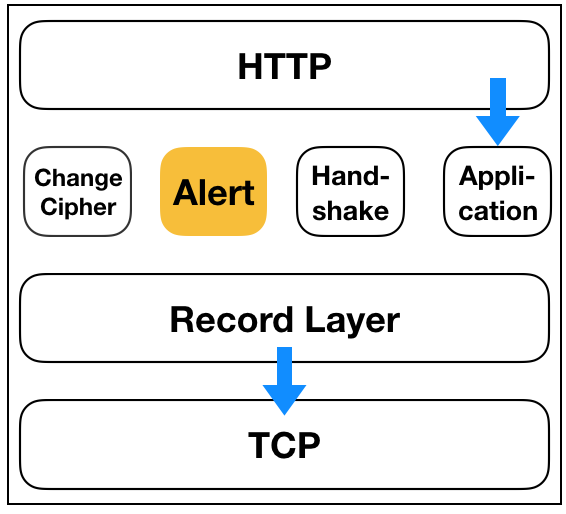 HTTP
Change
Cipher
Alert
Hand-
shake
Appli-
cation
Record Layer
TCP